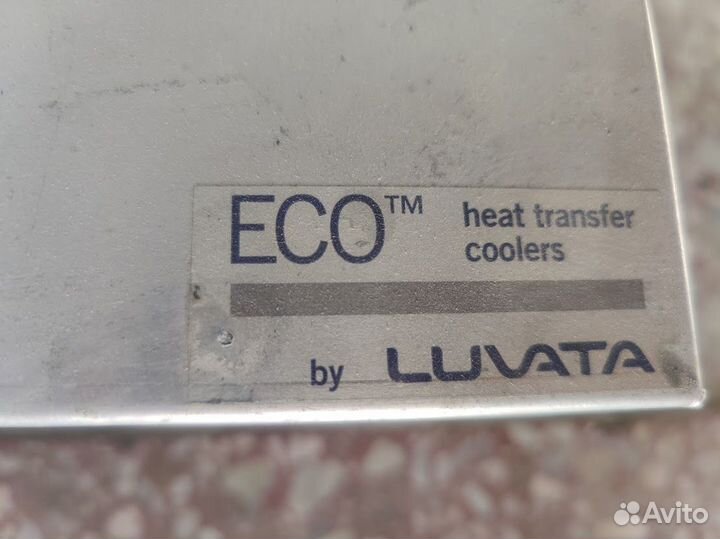 ECO™ heat transfer
coolers
by LUVATA
Avito